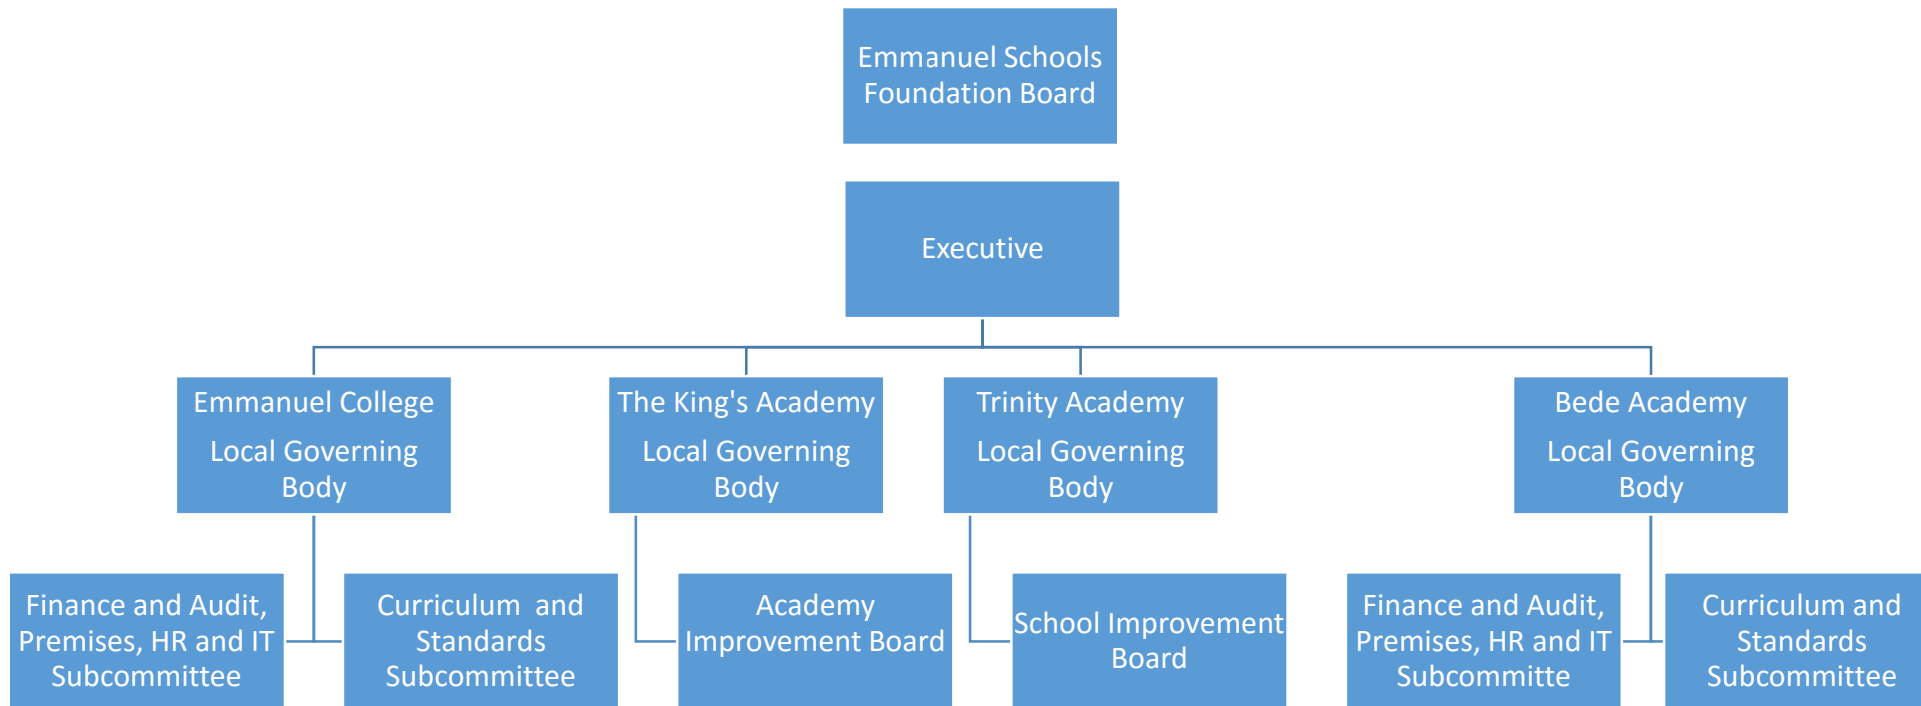 Emmanuel Schools
Foundation Board
Executive
Emmanuel College
Local Governing
Body
The King's Academy
Local Governing
Body
Trinity Academy
Local Governing
Body
Bede Academy
Local Governing
Body
Finance and Audit,
Premises, HR and IT
Subcommittee
Curriculum and
Standards
Subcommittee
Academy
Improvement Board
School Improvement
Board
Finance and Audit,
Premises, HR and IT
Subcommitte
Curriculum and
Standards
Subcommittee